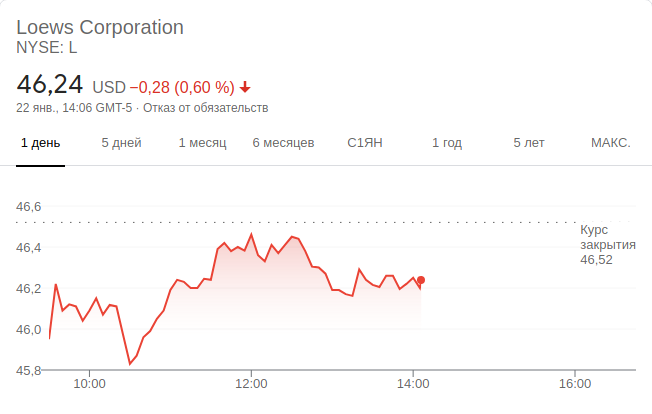 Loews Corporation
NYSE: L
46,24 USD −0,28 (0,60 %)
22 янв., 14:06 GMT-5 · Отказ от обязательств
1 день 5 дней 1 месяц 6 месяцев С1ЯН 1 год 5 лет МАКС.
46,6
Курс
закрытия
46,52
46,4
46,2
46,0
45,8
10:00 12:00 14:00 16:00